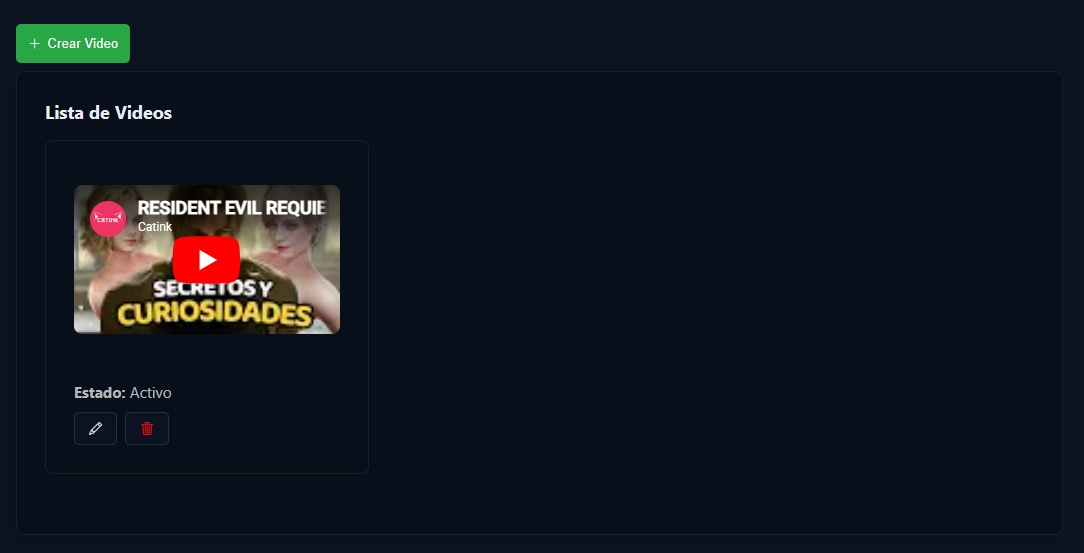 Crear Video
Lista de Videos
RESIDENT EVIL REQUIE
Catink
CATINK
SECRETOS Y
CURIOSIDADES
Estado: Activo